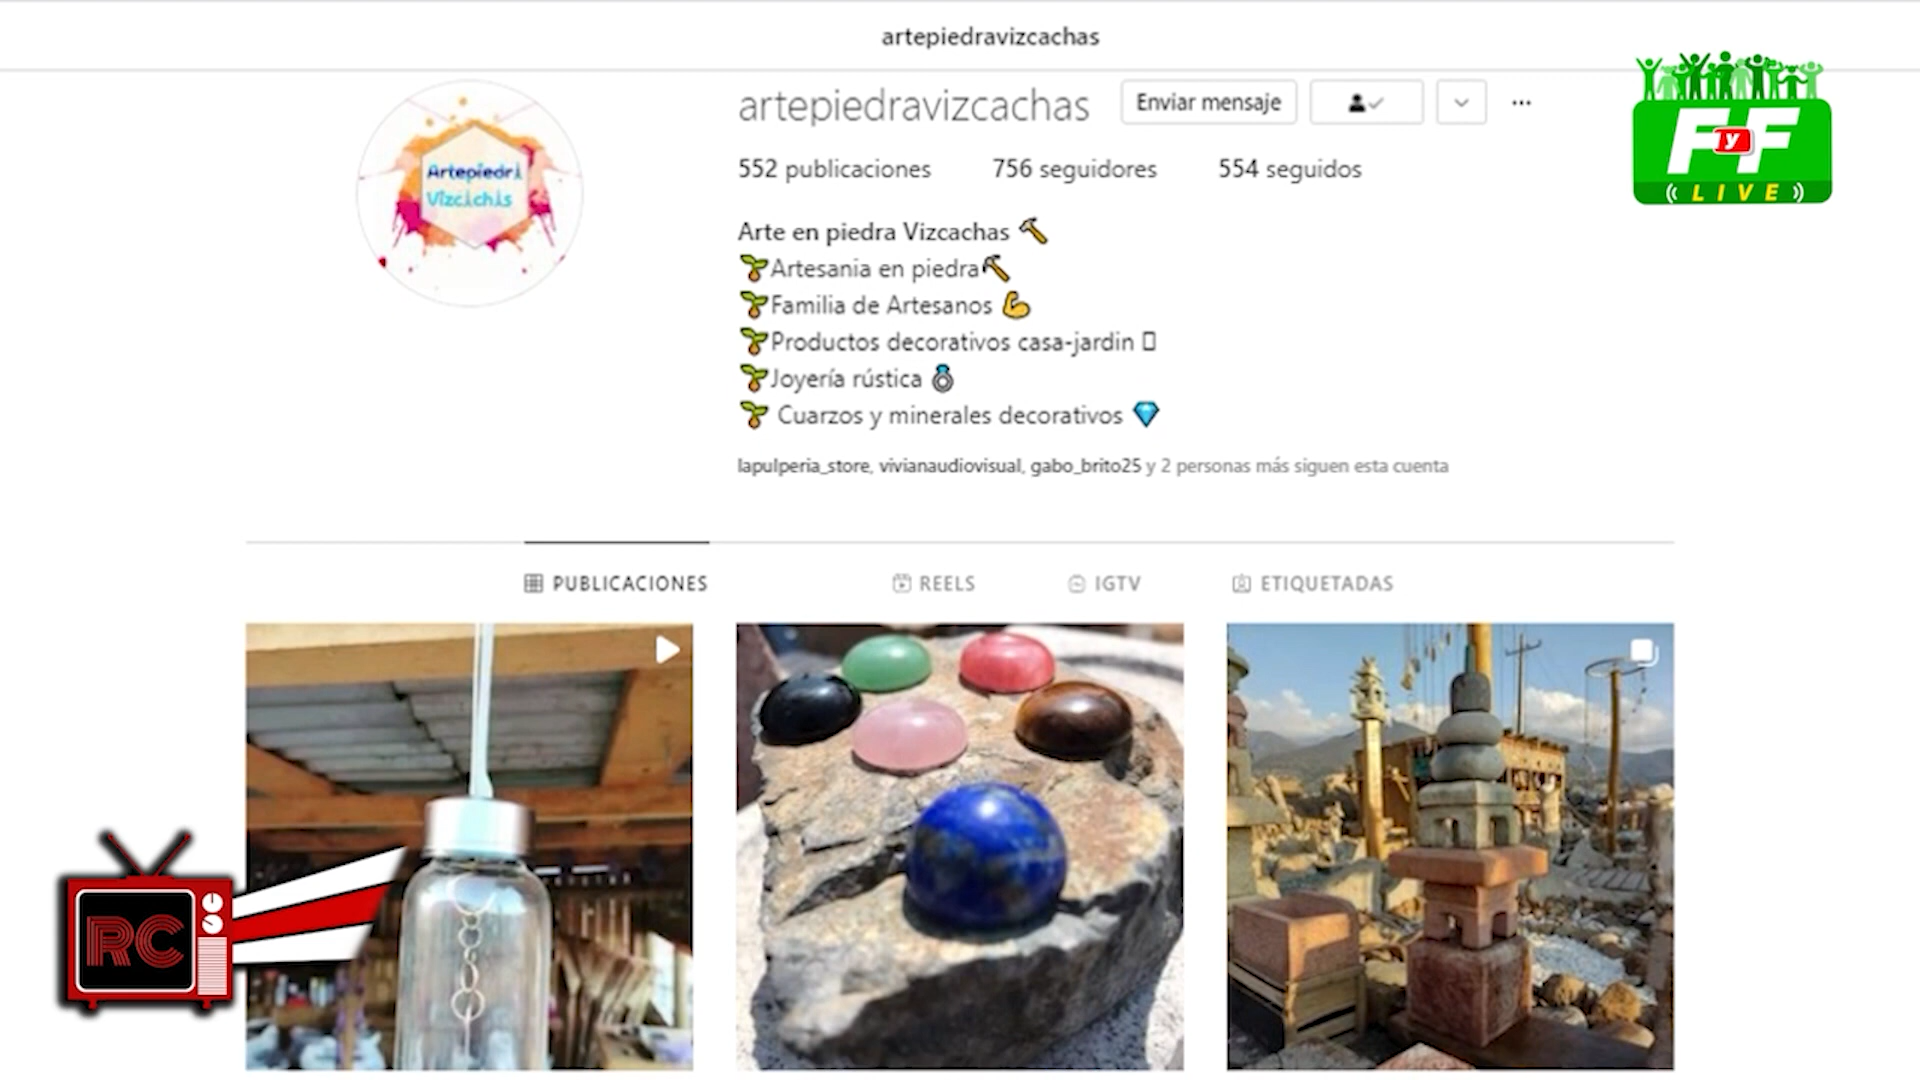 artepiedravizcachas
artepiedravizcachas Enviar mensaje
552 publicaciones 756 seguidores 554 seguidos
Arte en piedra Vizcachas
Artesania en piedra
Familia de Artesanos
Productos decorativos casa-jardin
Joyería rústica
Cuarzos y minerales decorativos
lapulperia_store, vivianaudiovisual, gabo_brito25 y 2 personas más siguen esta cuenta
PUBLICACIONES REELS IGTV ETIQUETADAS
Artepiedri
Vizcichis
FyF
LIVE
RC